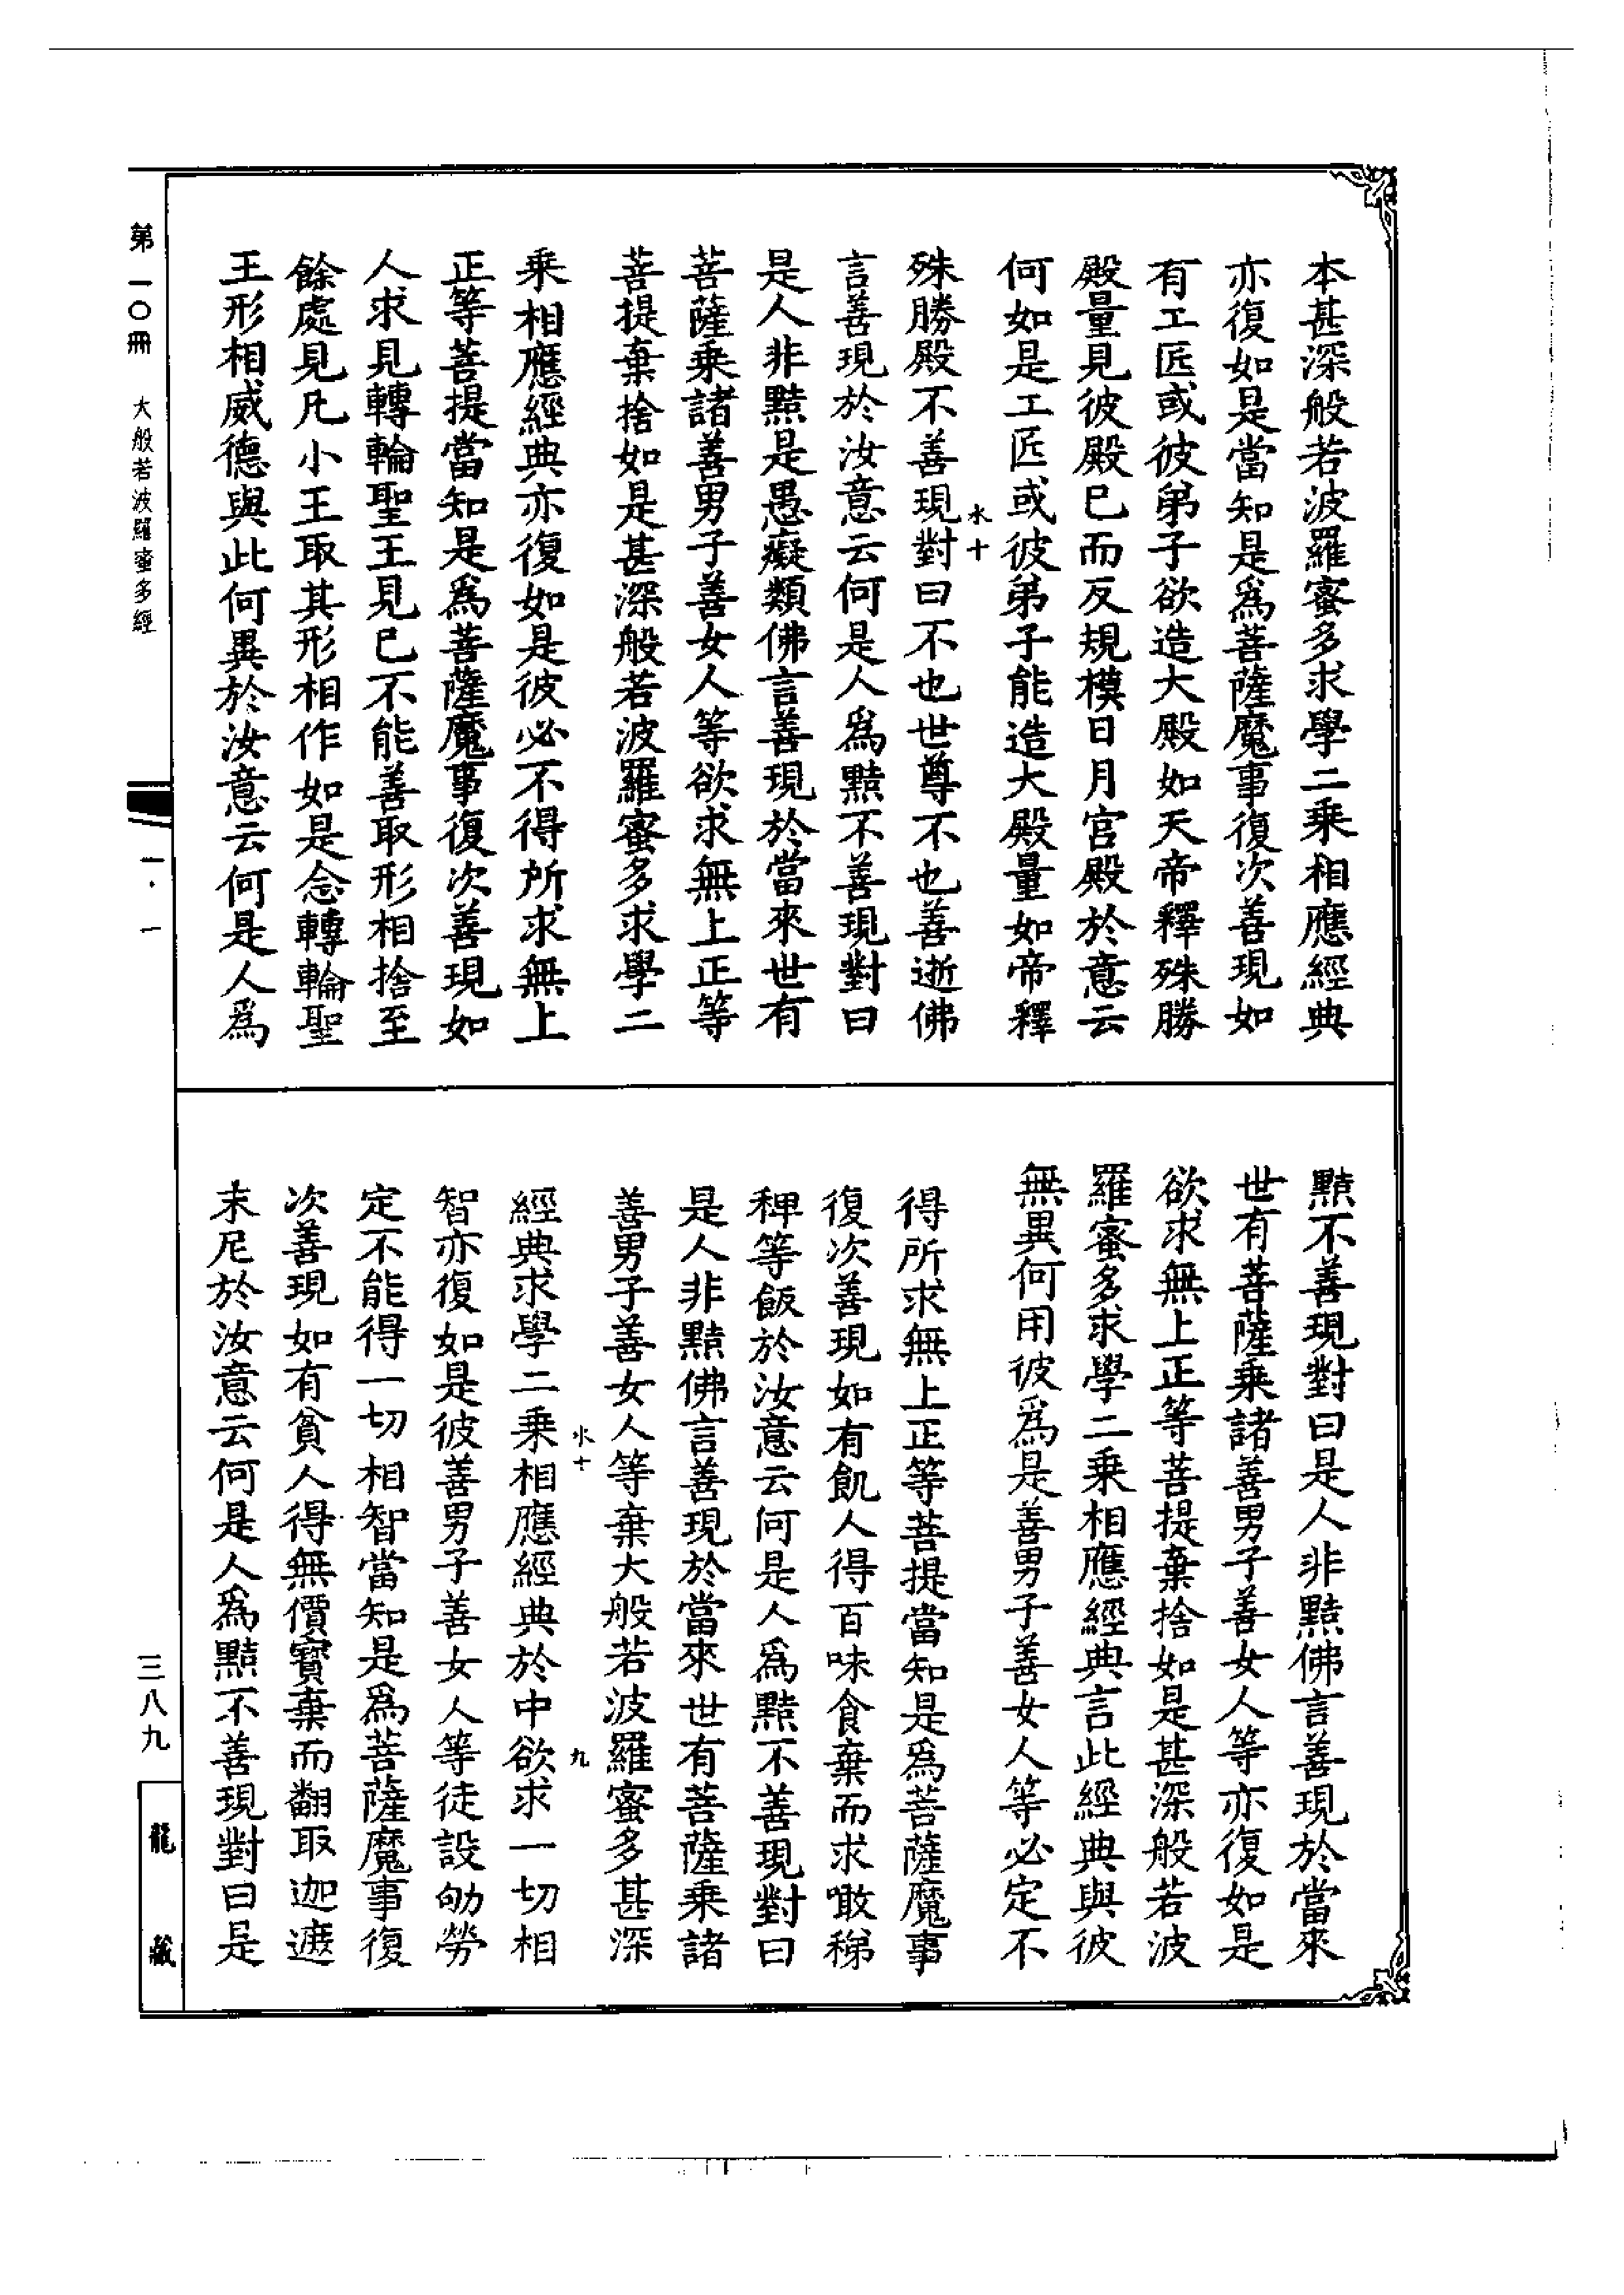 本甚深般若波羅蜜多求學二乘相應經典
亦復如是當知是爲菩薩魔事復次善現如
有工匠或彼弟子欲造大殿如天帝釋殊勝
殿量見彼殿已而反規模日月宮殿於意云
何如是工匠或彼弟子能造大殿量如帝釋
水十
殊勝殿不善現對曰不也世尊不也善逝佛
言善現於汝意云何是人爲黠不善現對曰
是人非黠是愚癡類佛言善現於當來世有
菩薩乘諸善男子善女人等欲求無上正等
菩提棄捨如是甚深般若波羅蜜多求學二
乘相應經典亦復如是彼必不得所求無上
正等菩提當知是爲菩薩魔事復次善現如
人求見轉輪聖王見已不能善取形相捨至
餘處見凡小王取其形相作如是念轉輪聖
王形相威德與此何異於汝意云何是人爲
黠不善現對曰是人非黠佛言善現於當來
世有菩薩乘諸善男子善女人等亦復如是
欲求無上正等菩提棄捨如是甚深般若波
羅蜜多求學二乘相應經典言此經典與彼
無異何用彼爲是善男子善女人等必定不
得所求無上正等菩提當知是爲菩薩魔事
復次善現如有飢人得百味食棄而求噉稊
稗等飯於汝意云何是人爲黠不善現對曰
是人非黠佛言善現於當來世有菩薩乘諸
善男子善女人等棄大般若波羅蜜多甚深
水十 九
經典求學二乘相應經典於中欲求一切相
智亦復如是彼善男子善女人等徒設劬勞
定不能得一切相智當知是爲菩薩魔事復
次善現如有貧人得無價寶棄而翻取迦遮
末尼於汝意云何是人爲黠不善現對曰是
第一〇冊 大般若波羅蜜多經
一·一
三八九
龍藏